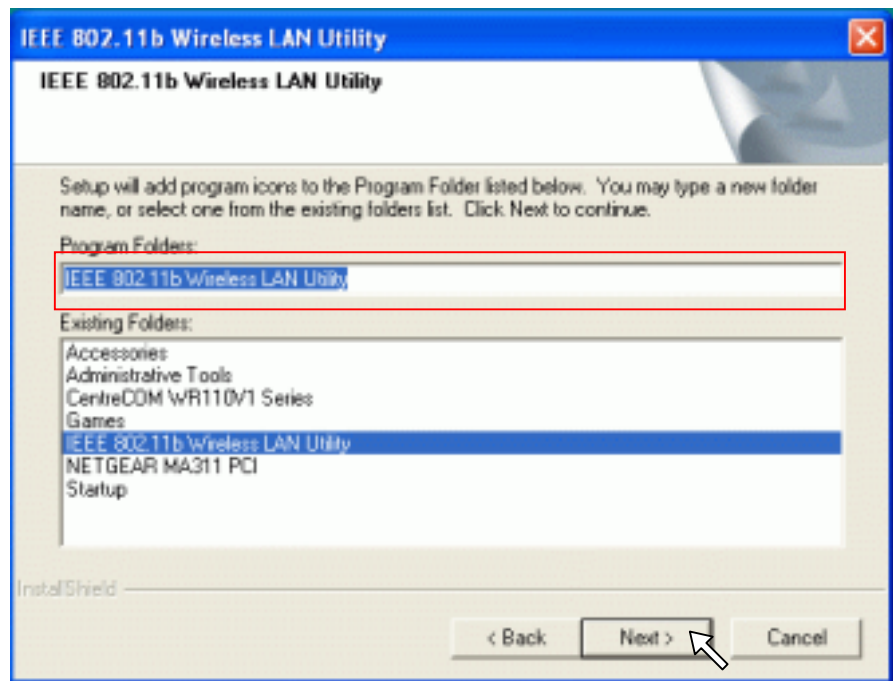 IEEE 802.11b Wireless LAN Utility
IEEE 802.11b Wireless LAN Utility
Setup will add program icons to the Program Folder listed below. You may type a new folder
name, or select one from the existing folders list. Click Next to continue.
Program Folders:
IEEE 802.11b Wireless LAN Utility
Existing Folders:
Accessories
Administrative Tools
CentreCOM WR110V1 Series
Games
IEEE 802.11b Wireless LAN Utility
NETGEAR MA311 PCI
Startup
InstallShield
< Back
Next >
Cancel